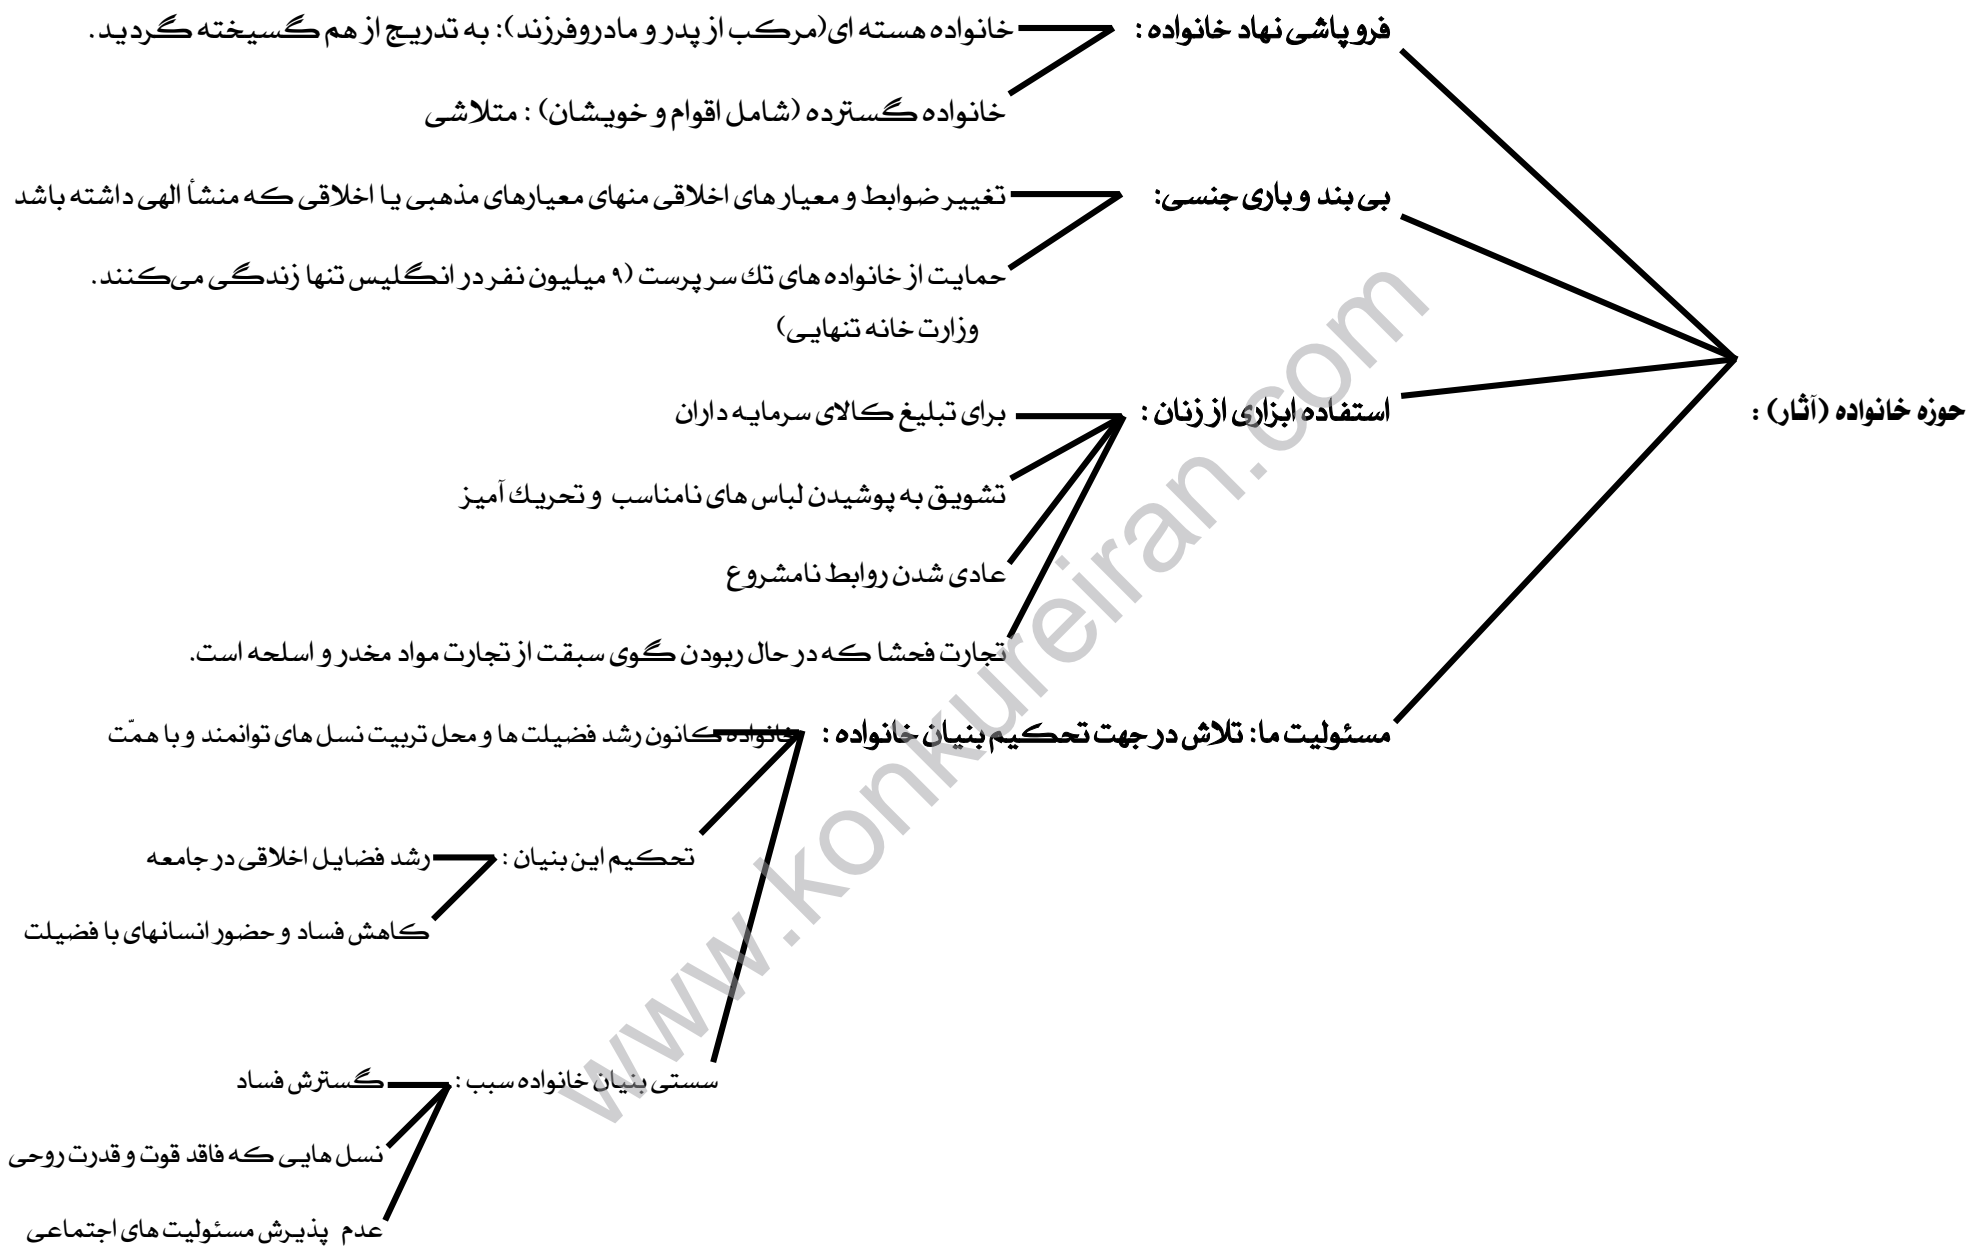 حوزه خانواده (آثار) :
فروپاشی نهاد خانواده :
خانواده هسته ای(مرکب از پدر و مادروفرزند): به تدریج از هم گسیخته گردید.
خانواده گسترده (شامل اقوام و خویشان) : متلاشی
بی بند و باری جنسی:
تغییر ضوابط و معیار های اخلاقی منهای معیارهای مذهبی یا اخلاقی که منشأ الهی داشته باشد
حمایت از خانواده های تك سرپرست (۹ میلیون نفر در انگلیس تنها زندگی می‌کنند.
وزارت خانه تنهایی)
استفاده ابزاری از زنان :
برای تبلیغ کالای سرمایه داران
تشویق به پوشیدن لباس های نامناسب و تحریك آمیز
عادی شدن روابط نامشروع
تجارت فحشا که در حال ربودن گوی سبقت از تجارت مواد مخدر و اسلحه است.
مسئولیت ما: تلاش در جهت تحکیم بنیان خانواده :
خانواده کانون رشد فضیلت ها و محل تربیت نسل های توانمند و با همّت
تحکیم این بنیان :
رشد فضایل اخلاقی در جامعه
کاهش فساد و حضور انسانهای با فضیلت
سستی بنیان خانواده سبب :
گسترش فساد
نسل هایی که فاقد قوت و قدرت روحی
عدم پذیرش مسئولیت های اجتماعی
www.konkureiran.com